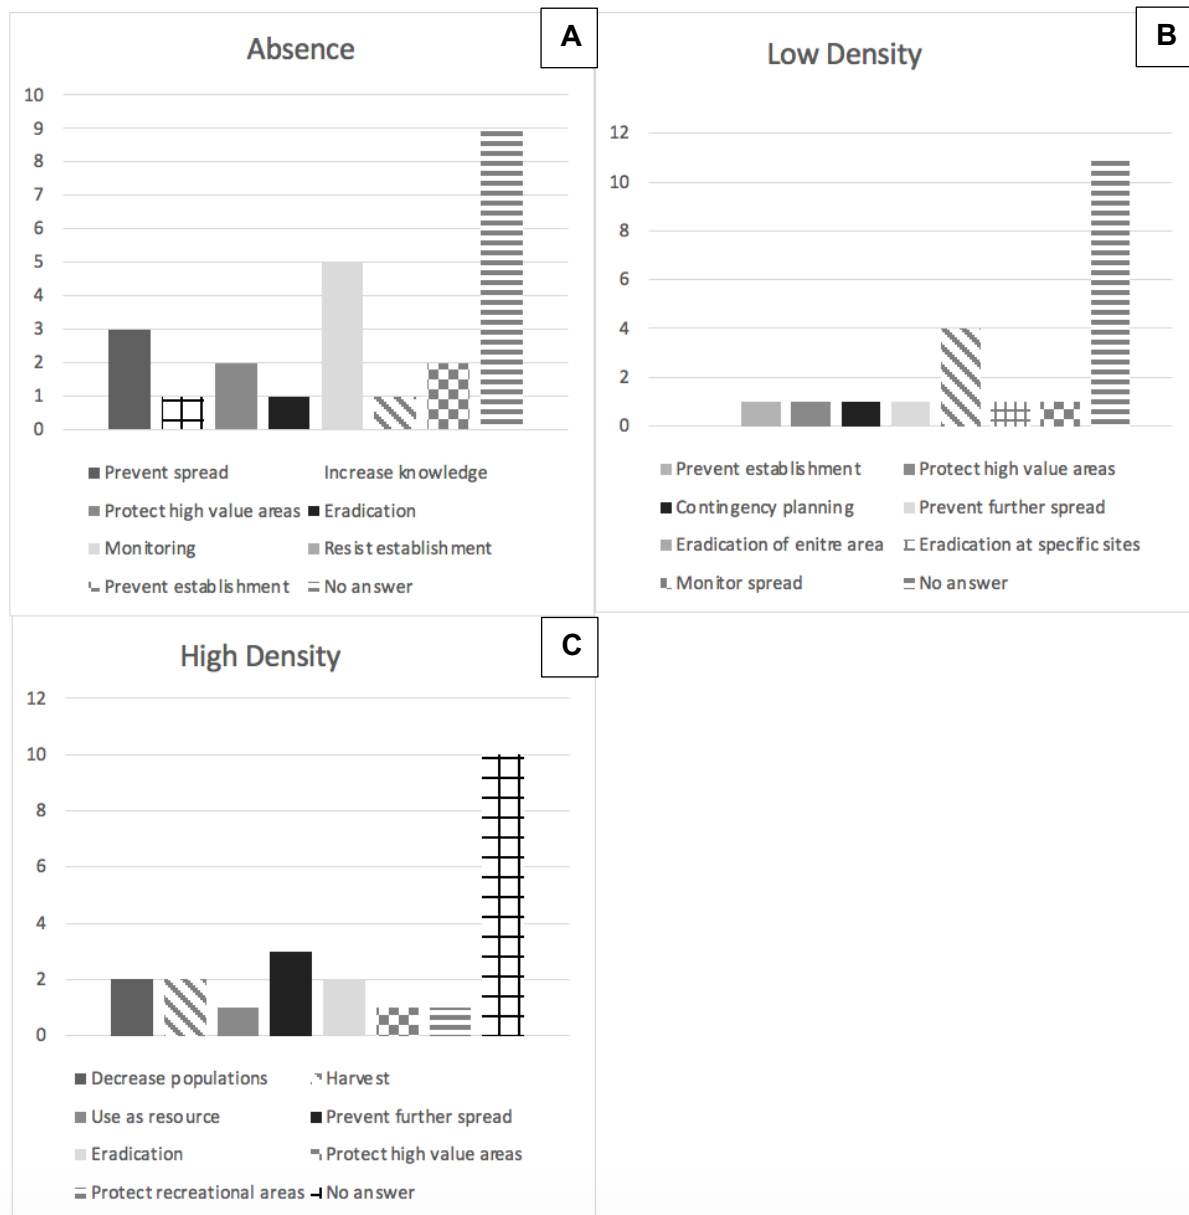 Absence
A
10
9
8
7
6
5
4
3
2
1
0
Prevent spread Increase knowledge
Protect high value areas Eradication
Monitoring Resist establishment
Prevent establishment No answer
Low Density
B
12
10
8
6
4
2
0
Prevent establishment Protect high value areas
Contingency planning Prevent further spread
Eradication of enitre area Eradication at specific sites
Monitor spread No answer
High Density
C
12
10
8
6
4
2
0
Decrease populations Harvest
Use as resource Prevent further spread
Eradication Protect high value areas
Protect recreational areas No answer